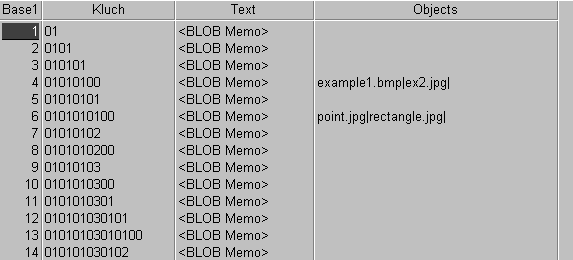 Base1 Kluch Text Objects
1 01 <BLOB Memo>
2 0101 <BLOB Memo>
3 010101 <BLOB Memo>
4 01010100 <BLOB Memo> example1.bmp|ex2.jpg|
5 01010101 <BLOB Memo>
6 0101010100 <BLOB Memo> point.jpg|rectangle.jpg|
7 01010102 <BLOB Memo>
8 0101010200 <BLOB Memo>
9 01010103 <BLOB Memo>
10 0101010300 <BLOB Memo>
11 0101010301 <BLOB Memo>
12 010101030101 <BLOB Memo>
13 01010103010100 <BLOB Memo>
14 010101030102 <BLOB Memo>